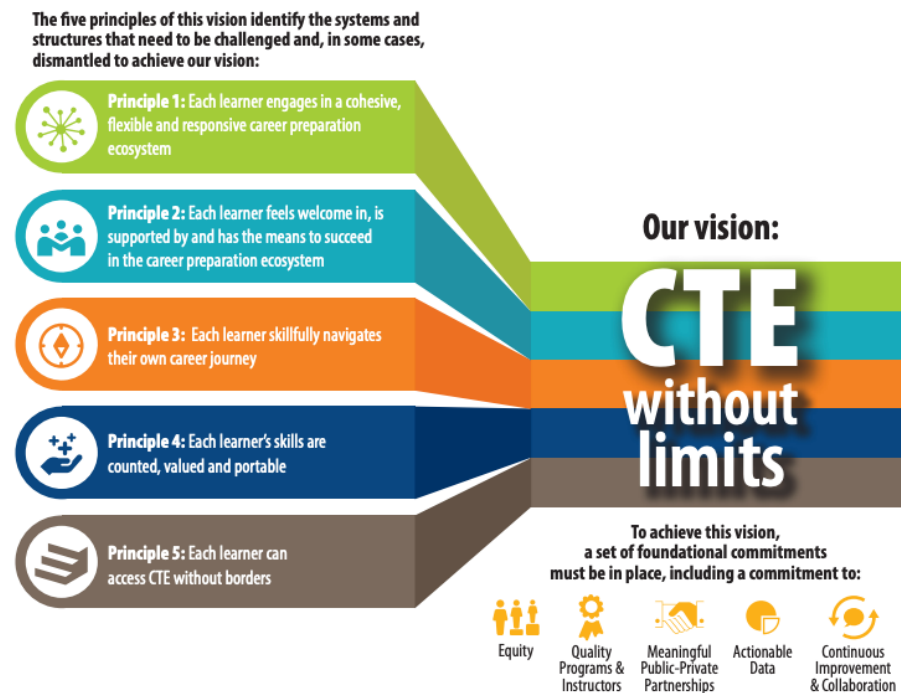 The five principles of this vision identify the systems and
structures that need to be challenged and, in some cases,
dismantled to achieve our vision:
Principle 1: Each learner engages in a cohesive,
flexible and responsive career preparation
ecosystem
Principle 2: Each learner feels welcome in, is
supported by and has the means to succeed
in the career preparation ecosystem
Principle 3: Each learner skillfully navigates
their own career journey
Principle 4: Each learner's skills are
counted, valued and portable
Principle 5: Each learner can
access CTE without borders
Our vision:
CTE
without
limits
To achieve this vision,
a set of foundational commitments
must be in place, including a commitment to:
Equity
Quality
Programs &
Instructors
Meaningful
Public-Private
Partnerships
Actionable
Data
Continuous
Improvement
& Collaboration